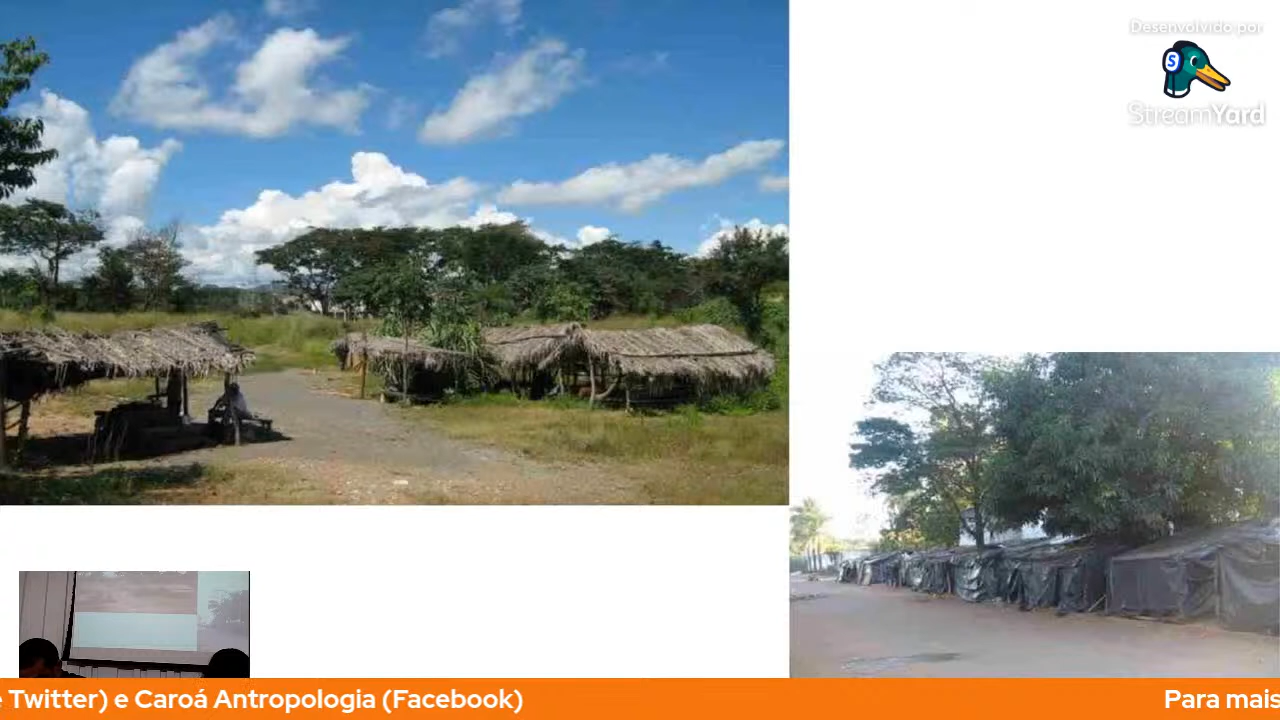 Desenvolvido por
S
StreamYard
e Twitter) e Caroá Antropologia (Facebook)
Para mais